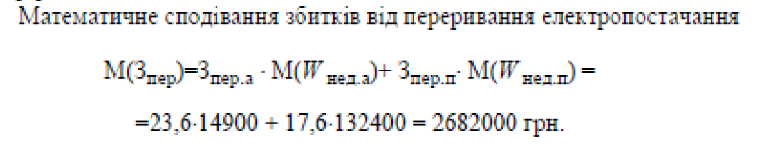 Математичне сподівання збитків від переривання електропостачання
М(Зпер)=Зпер.а · М(Wнед.а)+ Зпер.п· М(Wнед.п) =
=23,6·14900 + 17,6·132400 = 2682000 грн.